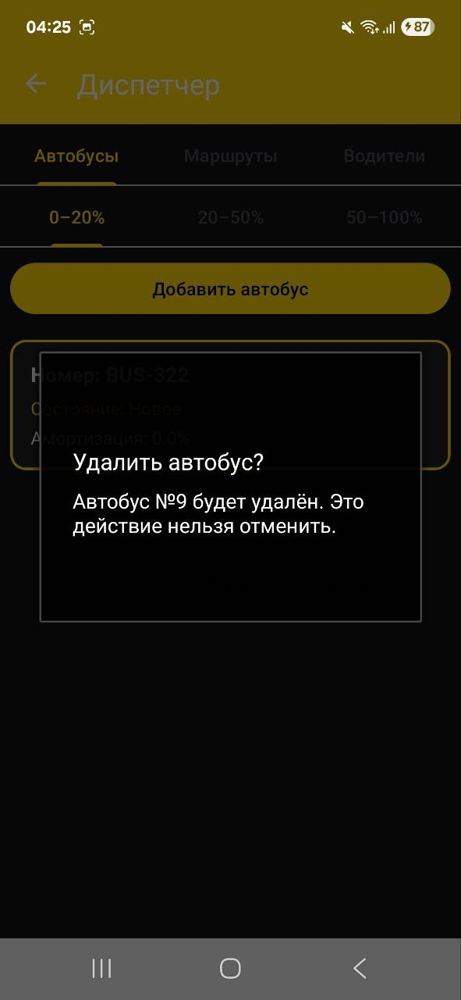 04:25
87
Диспетчер
Автобусы Маршруты Водители
0–20% 20–50% 50–100%
Добавить автобус
Номер: BUS-322
Состояние: Новое
Амортизация: 0.0%
Удалить автобус?
Автобус №9 будет удалён. Это
действие нельзя отменить.